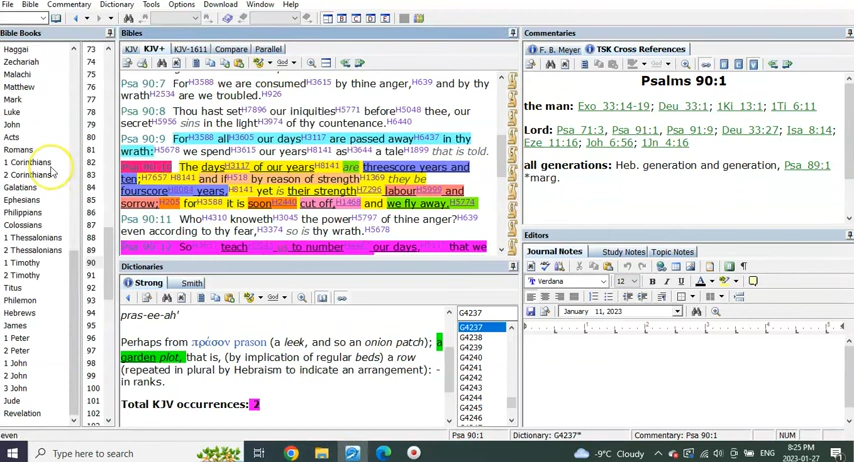 File Bible Commentary Dictionary Tools Options Download Window Help
Bible Books
Haggai 73
Zechariah 74
Malachi 75
Matthew 76
Mark 77
Luke 78
John 79
Acts 80
Romans 81
1 Corinthians 82
2 Corinthians 83
Galatians 84
Ephesians 85
Philippians 86
Colossians 87
1 Thessalonians 88
2 Thessalonians 89
1 Timothy 90
2 Timothy 91
Titus 92
Philemon 93
Hebrews 94
James 95
1 Peter 96
2 Peter 97
1 John 98
2 John 99
3 John 100
Jude 101
Revelation 102
Bibles
KJV KJV+ KJV-1611 Compare Parallel
Psa 90:7 For H3588 we are consumed H3615 by thine anger, H639 and by thy
wrath H2534 are we troubled. H926
Psa 90:8 Thou hast set H7896 our iniquities H5771 before H5048 thee, our
secret H5956 sins in the light H3974 of thy countenance. H6440
Psa 90:9 For H3588 all H3605 our days H3117 are passed away H6437 in thy
wrath: H5678 we spend H3615 our years H8141 as H3644 a tale H1899 that is told.
The days H3117 of our years H8141 are threescore years and
ten; H7657 H8141 and if H518 by reason of strength H1369 they be
fourscore H8084 years, H8141 yet is their strength H7296 labour H5999 and
sorrow; H205 for H3588 it is soon H2440 cut off, H1468 and we fly away. H5774
Psa 90:11 Who H4310 knoweth H3045 the power H5797 of thine anger? H639
even according to thy fear, H3374 so is thy wrath. H5678
So teach us to number our days, that we
Dictionaries
Strong Smith
G4237
pras-ee-ah'
Perhaps from πράσον prason (a leek, and so an onion patch); a
garden plot, that is, (by implication of regular beds) a row
(repeated in plural by Hebraism to indicate an arrangement): -
in ranks.
Total KJV occurrences: 2
G4237
G4238
G4239
G4240
G4241
G4242
G4243
G4244
G4245
G4246
Commentaries
F. B. Meyer TSK Cross References
Psalms 90:1
the man: Exo 33:14-19; Deu 33:1; 1Ki 13:1; 1Ti 6:11
Lord: Psa 71:3, Psa 91:1, Psa 91:9; Deu 33:27; Isa 8:14;
Eze 11:16; Joh 6:56; 1Jn 4:16
all generations: Heb. generation and generation, Psa 89:1
*marg.
Editors
Journal Notes Study Notes Topic Notes
Verdana 12
January 11, 2023
even Psa 90:1 Dictionary: G4237* Commentary: Psa 90:1 NUM
Type here to search
-9°C Cloudy ENG 8:25 PM
2023-01-27